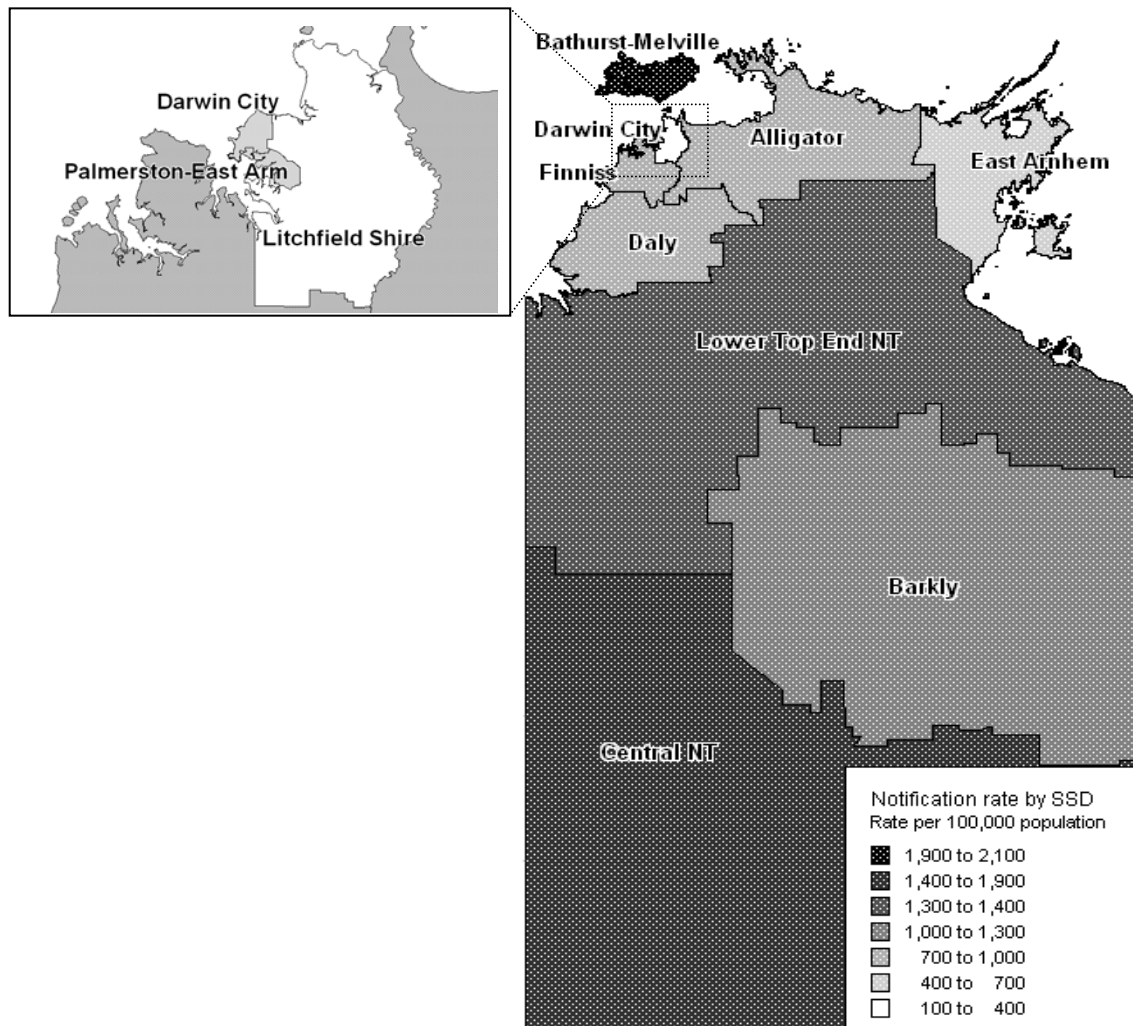 Darwin City
Palmerston-East Arm
Litchfield Shire
Bathurst-Melville
Darwin City
Alligator
Finniss
East Arnhem
Daly
Lower Top End NT
Barkly
Central NT
Notification rate by SSD
Rate per 100,000 population
1,900 to 2,100
1,400 to 1,900
1,300 to 1,400
1,000 to 1,300
700 to 1,000
400 to 700
100 to 400